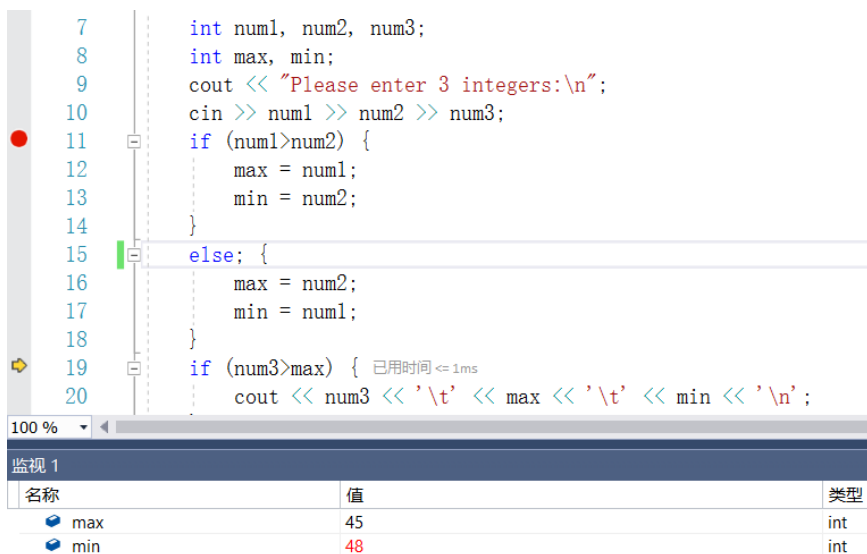 7 int num1, num2, num3;
8 int max, min;
9 cout << "Please enter 3 integers:\n";
10 cin >> num1 >> num2 >> num3;
11 if (num1>num2) {
12 max = num1;
13 min = num2;
14 }
15 else; {
16 max = num2;
17 min = num1;
18 }
19 if (num3>max) { 已用时间 <= 1ms
20 cout << num3 << '\t' << max << '\t' << min << '\n';
100 %
监视 1
名称 值 类型
max 45 int
min 48 int